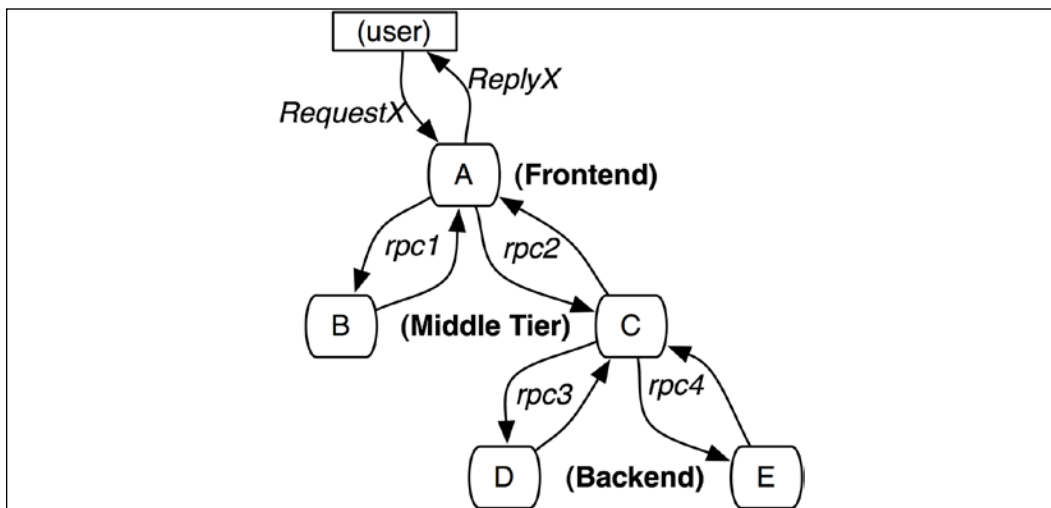 (user)
ReplyX
RequestX
A (Frontend)
rpc1 rpc2
B (Middle Tier) C
rpc3 rpc4
D (Backend) E